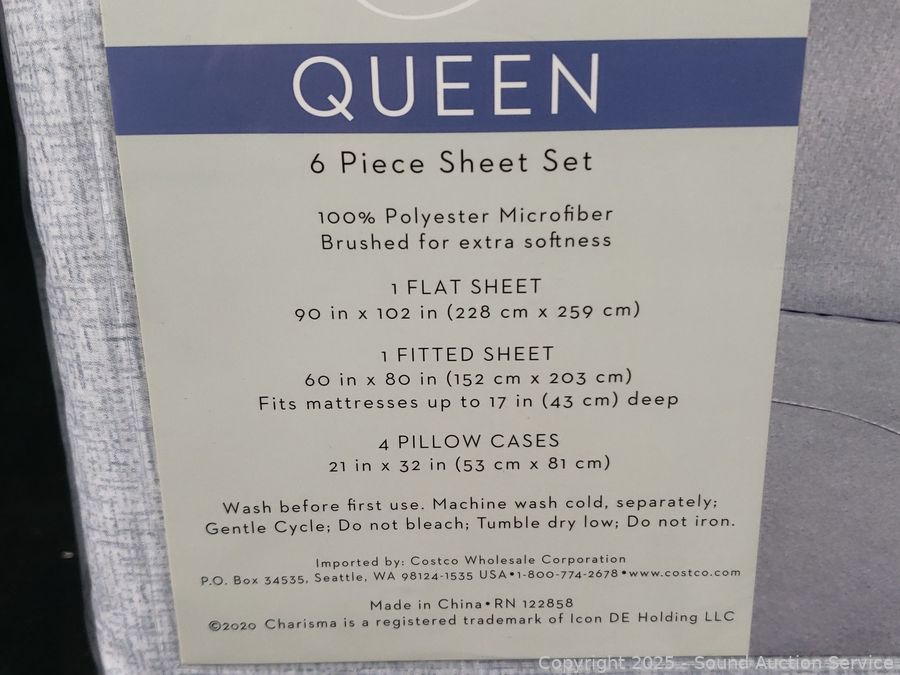 QUEEN
6 Piece Sheet Set
100% Polyester Microfiber
Brushed for extra softness
1 FLAT SHEET
90 in x 102 in (228 cm x 259 cm)
1 FITTED SHEET
60 in x 80 in (152 cm x 203 cm)
Fits mattresses up to 17 in (43 cm) deep
4 PILLOW CASES
21 in x 32 in (53 cm x 81 cm)
Wash before first use. Machine wash cold, separately;
Gentle Cycle; Do not bleach; Tumble dry low; Do not iron.
Imported by: Costco Wholesale Corporation
P.O. Box 34535, Seattle, WA 98124-1535 USA•1-800-774-2678•www.costco.com
Made in China•RN 122858
©2020 Charisma is a registered trademark of Icon DE Holding LLC
Copyright 2025 - Sound Auction Service